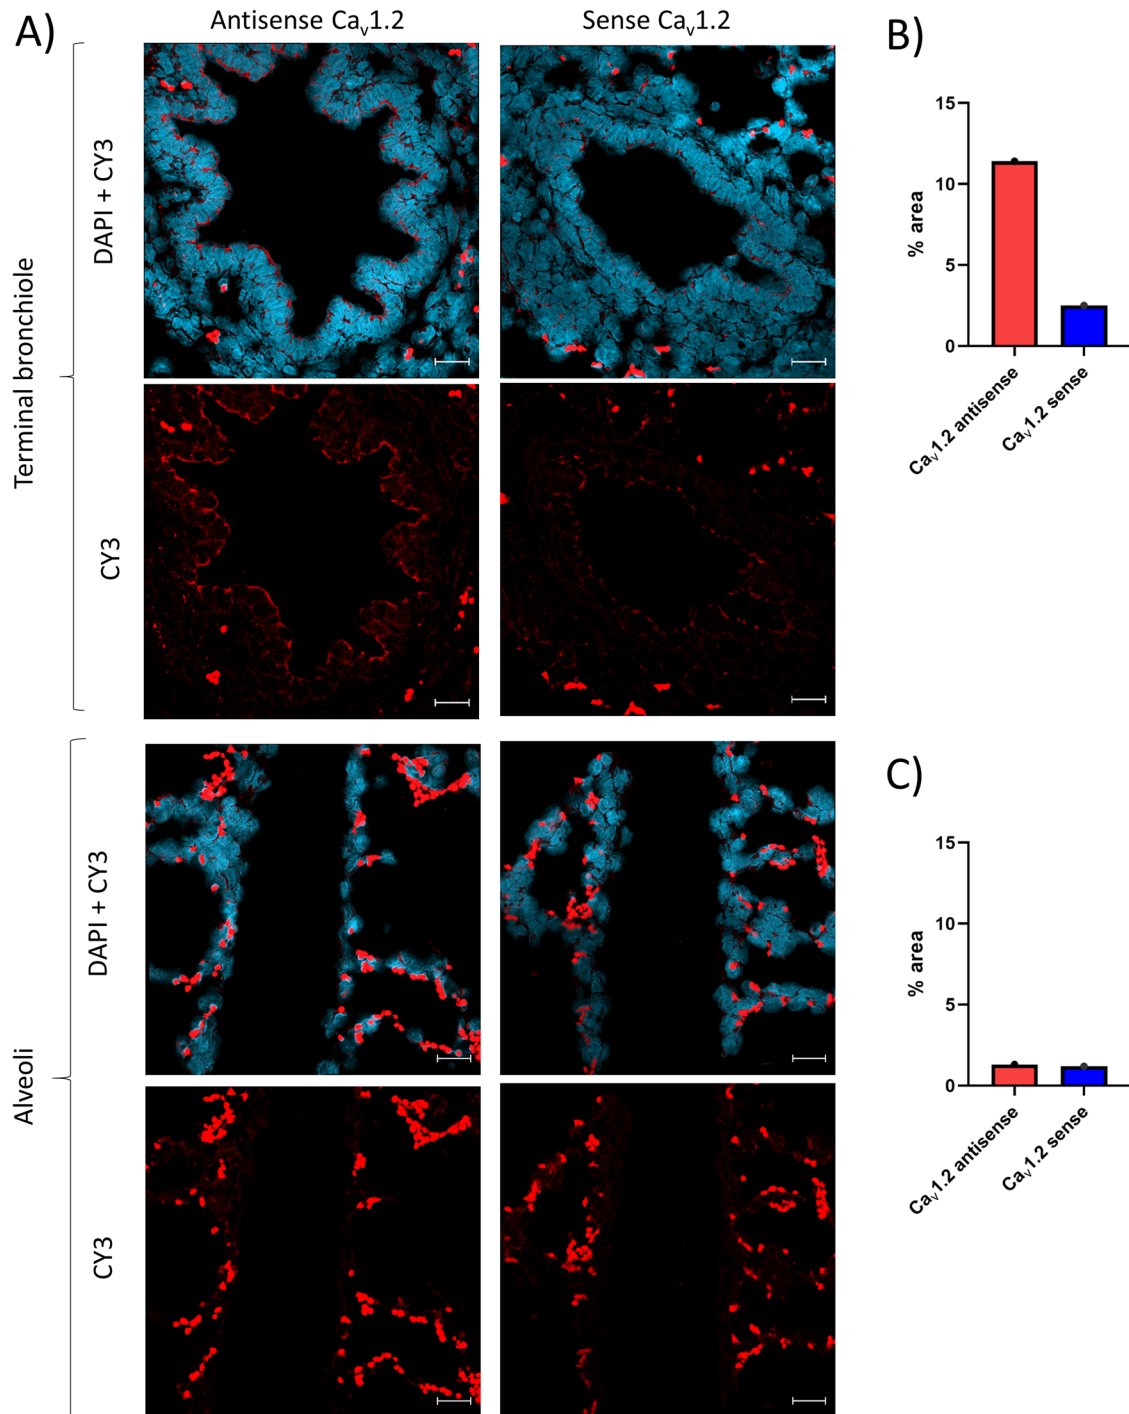 A)
Antisense Caᵥ1.2
Sense Caᵥ1.2
Terminal bronchiole
DAPI + CY3
CY3
Alveoli
DAPI + CY3
CY3
B)
% area
15
10
5
0
Caᵥ1.2 antisense
Caᵥ1.2 sense
C)
% area
15
10
5
0
Caᵥ1.2 antisense
Caᵥ1.2 sense